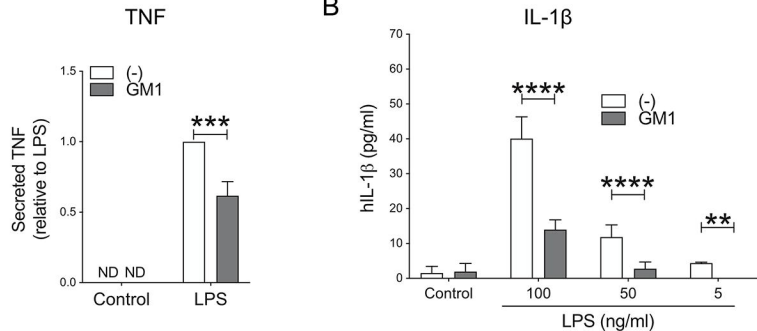 TNF
1.5
1.0
0.5
0.0
Secreted TNF
(relative to LPS)
(-)
GM1
***
ND ND
Control LPS
B
IL-1β
70
60
50
40
30
20
10
0
hIL-1β (pg/ml)
(-)
GM1
****
****
**
Control 100 50 5
LPS (ng/ml)